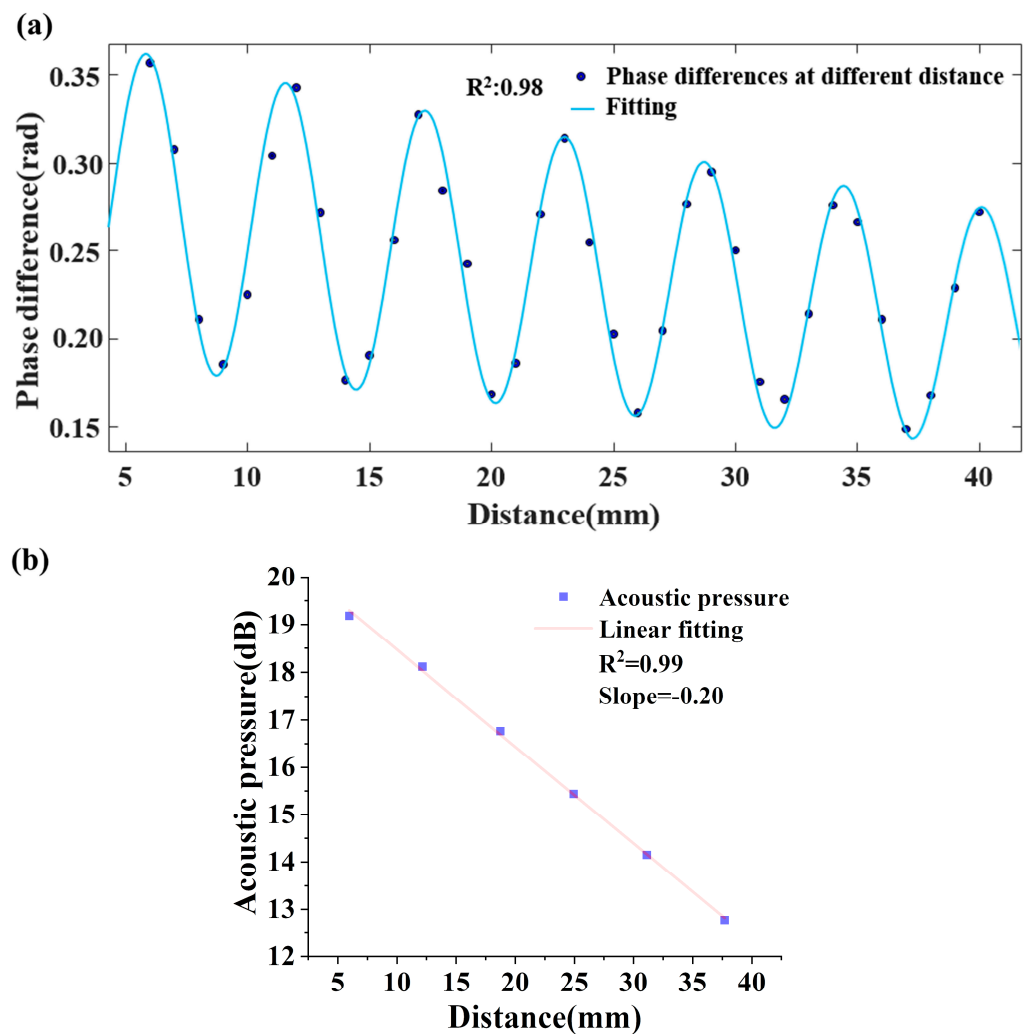 (a)
R²:0.98
Phase differences at different distance
Fitting
0.35
0.30
0.25
0.20
0.15
Phase difference(rad)
5 10 15 20 25 30 35 40
Distance(mm)
(b)
Acoustic pressure
Linear fitting
R²=0.99
Slope=-0.20
20
19
18
17
16
15
14
13
12
Acoustic pressure(dB)
5 10 15 20 25 30 35 40
Distance(mm)